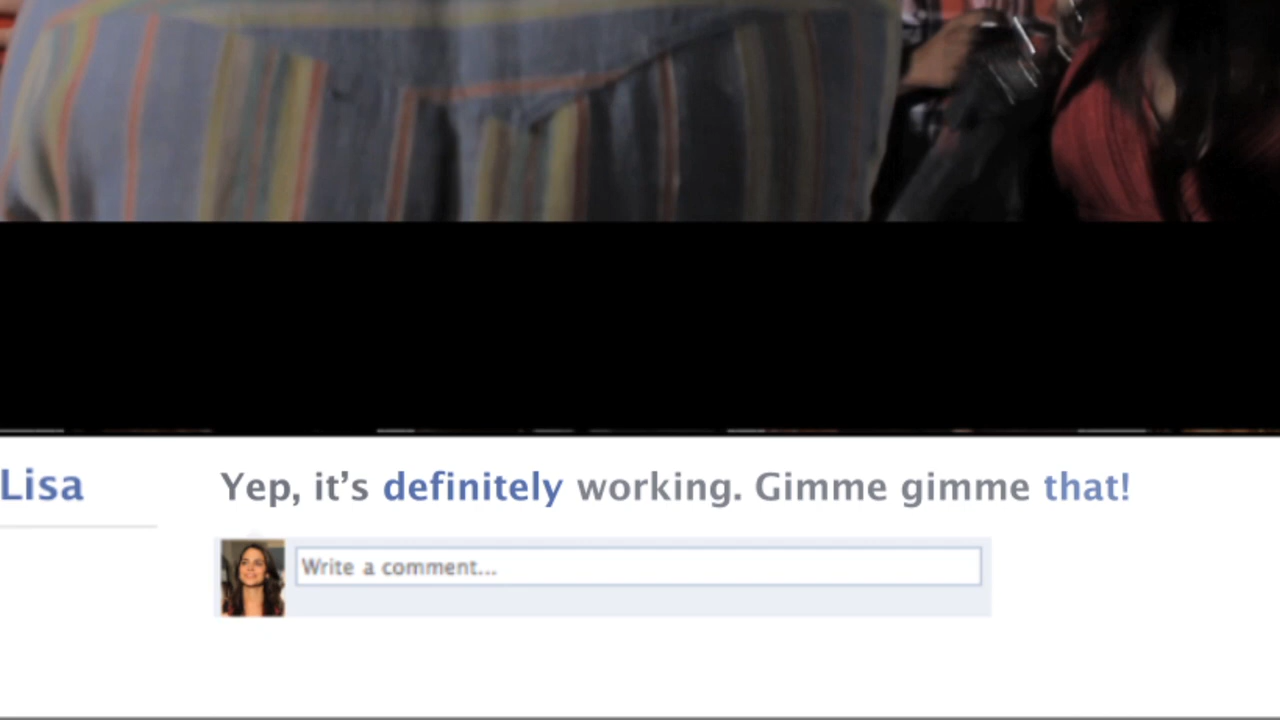 Lisa
Yep, it's definitely working. Gimme gimme that!
Write a comment...